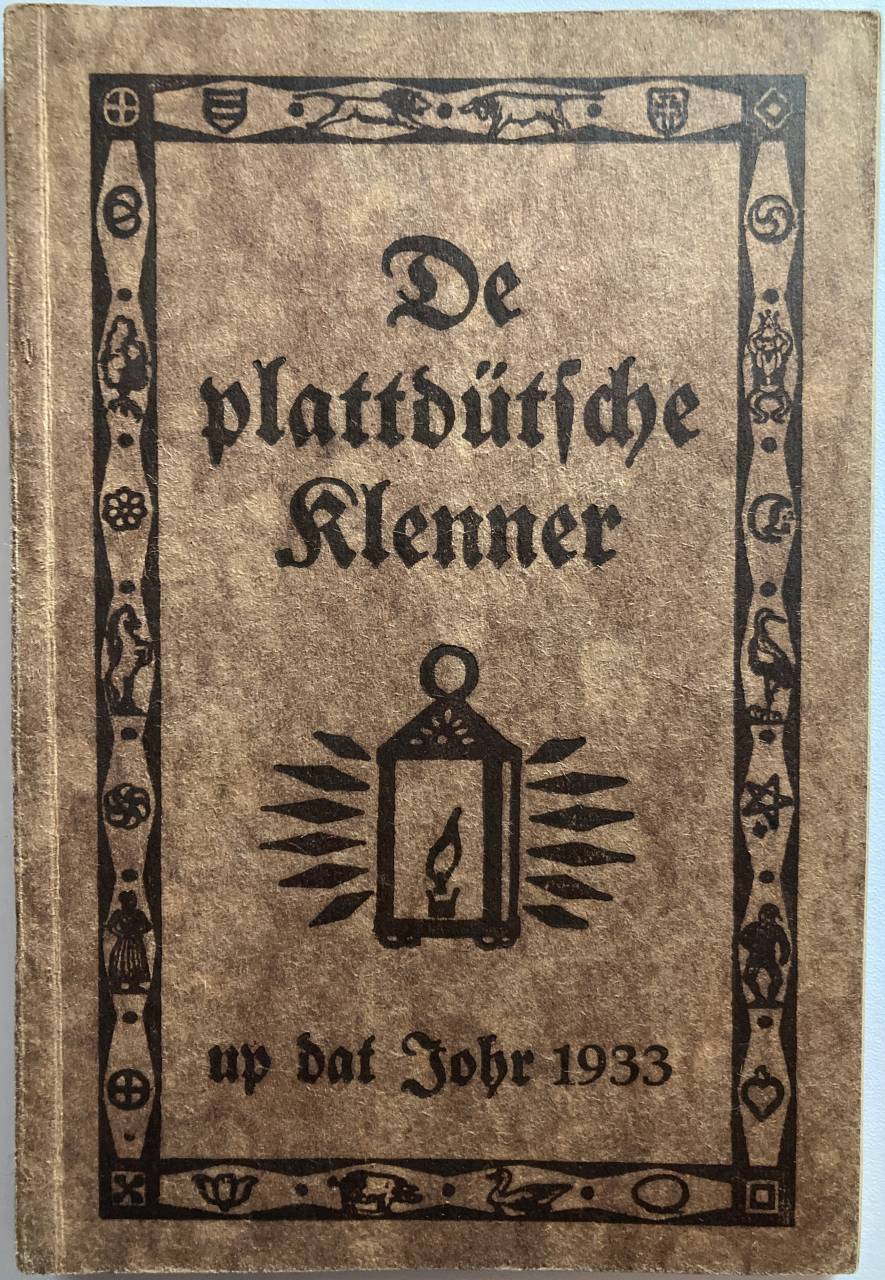 De
plattdütſche
Klenner
up dat Johr 1933